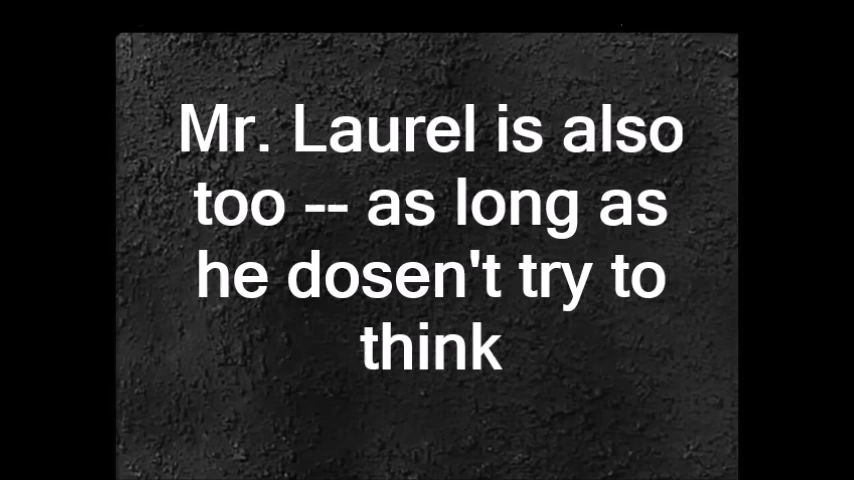 Mr. Laurel is also
too -- as long as
he dosen't try to
think